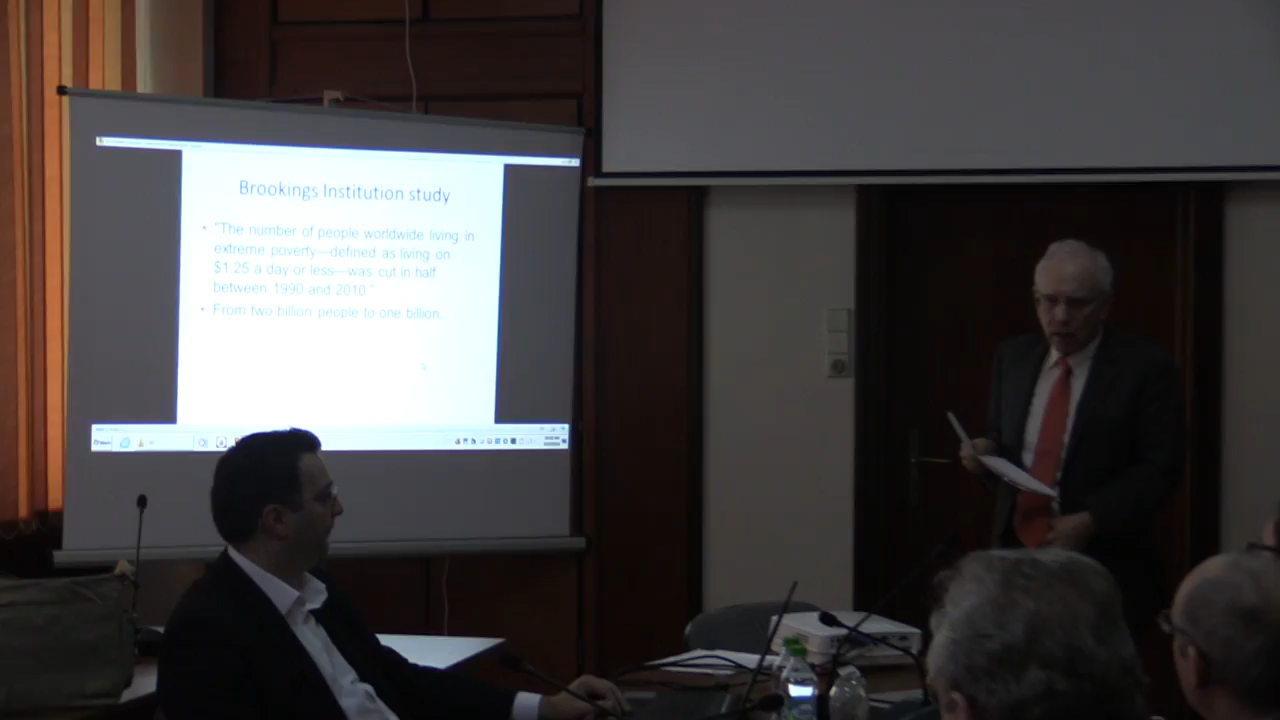 Brookings Institution study
• "The number of people worldwide living in
extreme poverty—defined as living on
$1.25 a day or less—was cut in half
between 1990 and 2010."
• From two billion people to one billion.